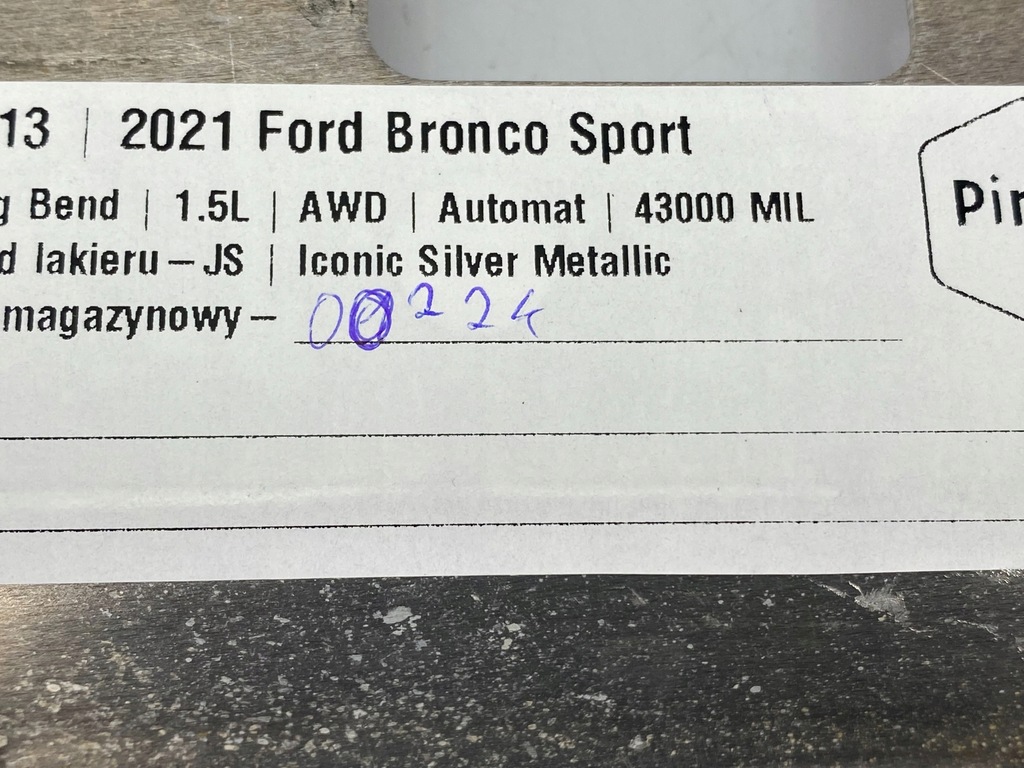 13 | 2021 Ford Bronco Sport
g Bend | 1.5L | AWD | Automat | 43000 MIL
d lakieru – JS | Iconic Silver Metallic
magazynowy – 00224
Pin